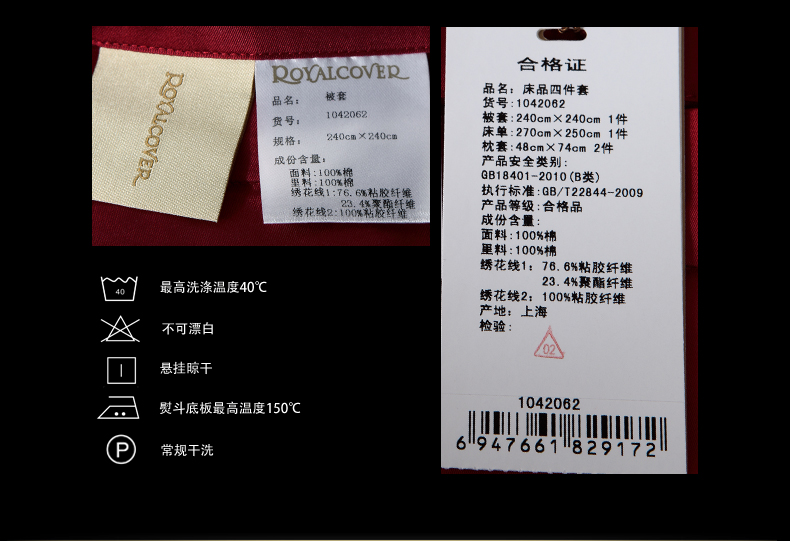 ROYALCOVER
ROYALCOVER
品名： 被套
货号： 1042062
规格： 240cm×240cm
成份含量：
面料:100%棉
里料:100%棉
绣花线1:76.6%粘胶纤维
23.4%聚酯纤维
绣花线2:100%粘胶纤维
40
最高洗涤温度40℃
不可漂白
悬挂晾干
熨斗底板最高温度150℃
P
常规干洗
合格证
品名：床品四件套
货号:1042062
被套:240cm×240cm 1件
床单:270cm×250cm 1件
枕套:48cm×74cm 2件
产品安全类别:
GB18401-2010(B类)
执行标准:GB/T22844-2009
产品等级:合格品
成份含量:
面料:100%棉
里料:100%棉
绣花线1：76.6%粘胶纤维
23.4%聚酯纤维
绣花线2：100%粘胶纤维
产地：上海
检验：
02
1042062
6 947661 829172